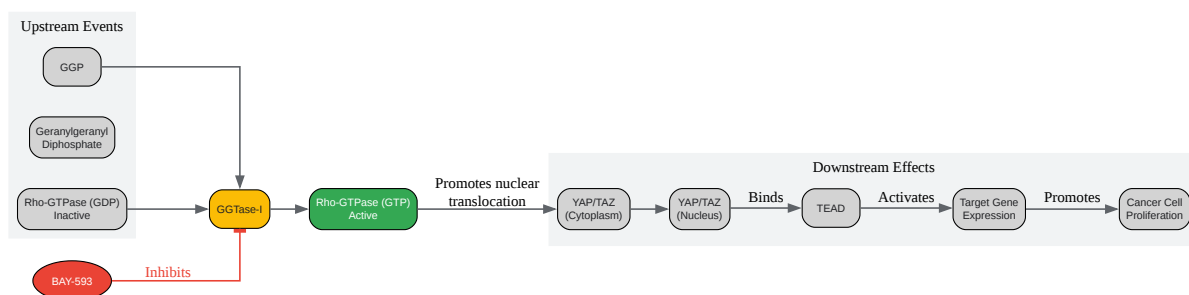 Upstream Events
GGP
Geranylgeranyl
Diphosphate
Rho-GTPase (GDP)
Inactive
BAY-593
Inhibits
GGTase-I
Rho-GTPase (GTP)
Active
Promotes nuclear
translocation
Downstream Effects
YAP/TAZ
(Cytoplasm)
YAP/TAZ
(Nucleus)
Binds
TEAD
Activates
Target Gene
Expression
Promotes
Cancer Cell
Proliferation